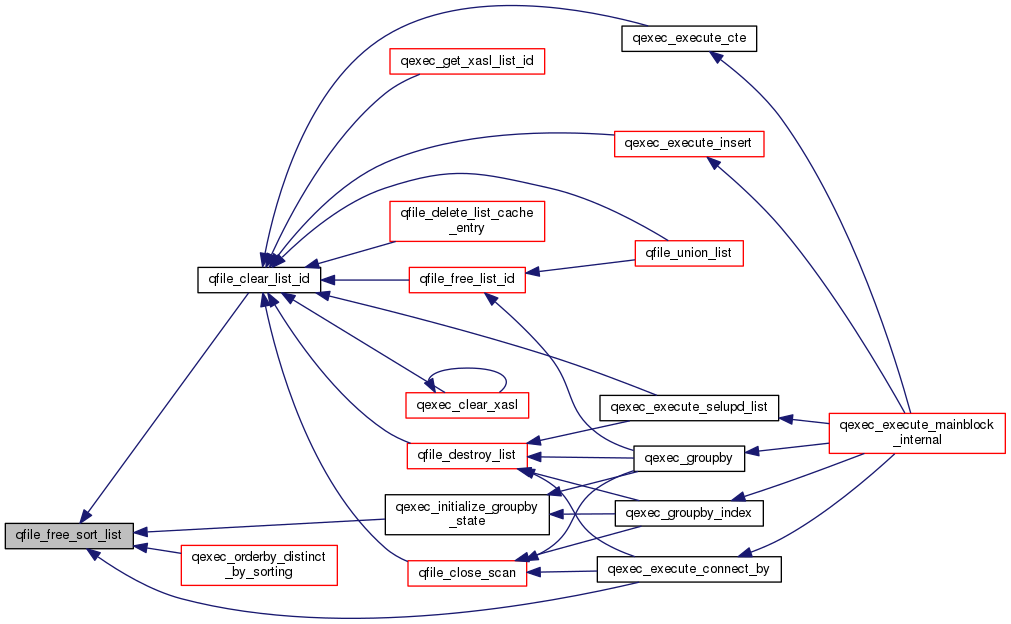 qexec_execute_cte
qexec_get_xasl_list_id
qexec_execute_insert
qfile_delete_list_cache
_entry
qfile_union_list
qfile_clear_list_id
qfile_free_list_id
qexec_clear_xasl
qexec_execute_selupd_list
qexec_execute_mainblock
_internal
qfile_destroy_list
qexec_groupby
qexec_initialize_groupby
_state
qexec_groupby_index
qfile_free_sort_list
qexec_orderby_distinct
_by_sorting
qfile_close_scan
qexec_execute_connect_by